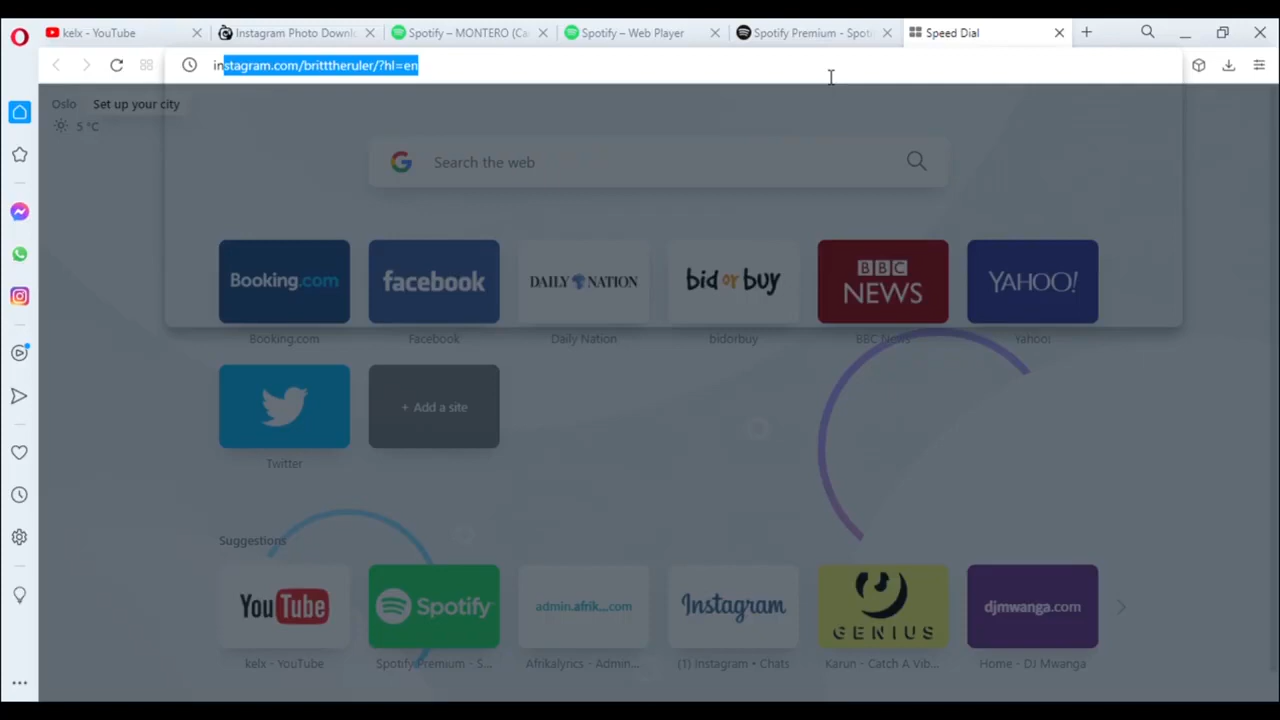 kelx - YouTube
Instagram Photo Downl
Spotify – MONTERO (Ca
Spotify – Web Player
Spotify Premium - Spoti
Speed Dial
instagram.com/brittheruler/?hl=en
Oslo
Set up your city
5 °C
Search the web
Booking.com
facebook
DAILY NATION
bid or buy
BBC NEWS
YAHOO!
Booking.com
Facebook
Daily Nation
bidorbuy
BBC News
Yahoo!
+ Add a site
Twitter
Suggestions
YouTube
Spotify
admin.afrik...com
Instagram
GENIUS
djmwanga.com
kelx - YouTube
Spotify Premium - S...
Afrikalyrics - Admin...
(1) Instagram • Chats
Karun - Catch A Vib...
Home - DJ Mwanga